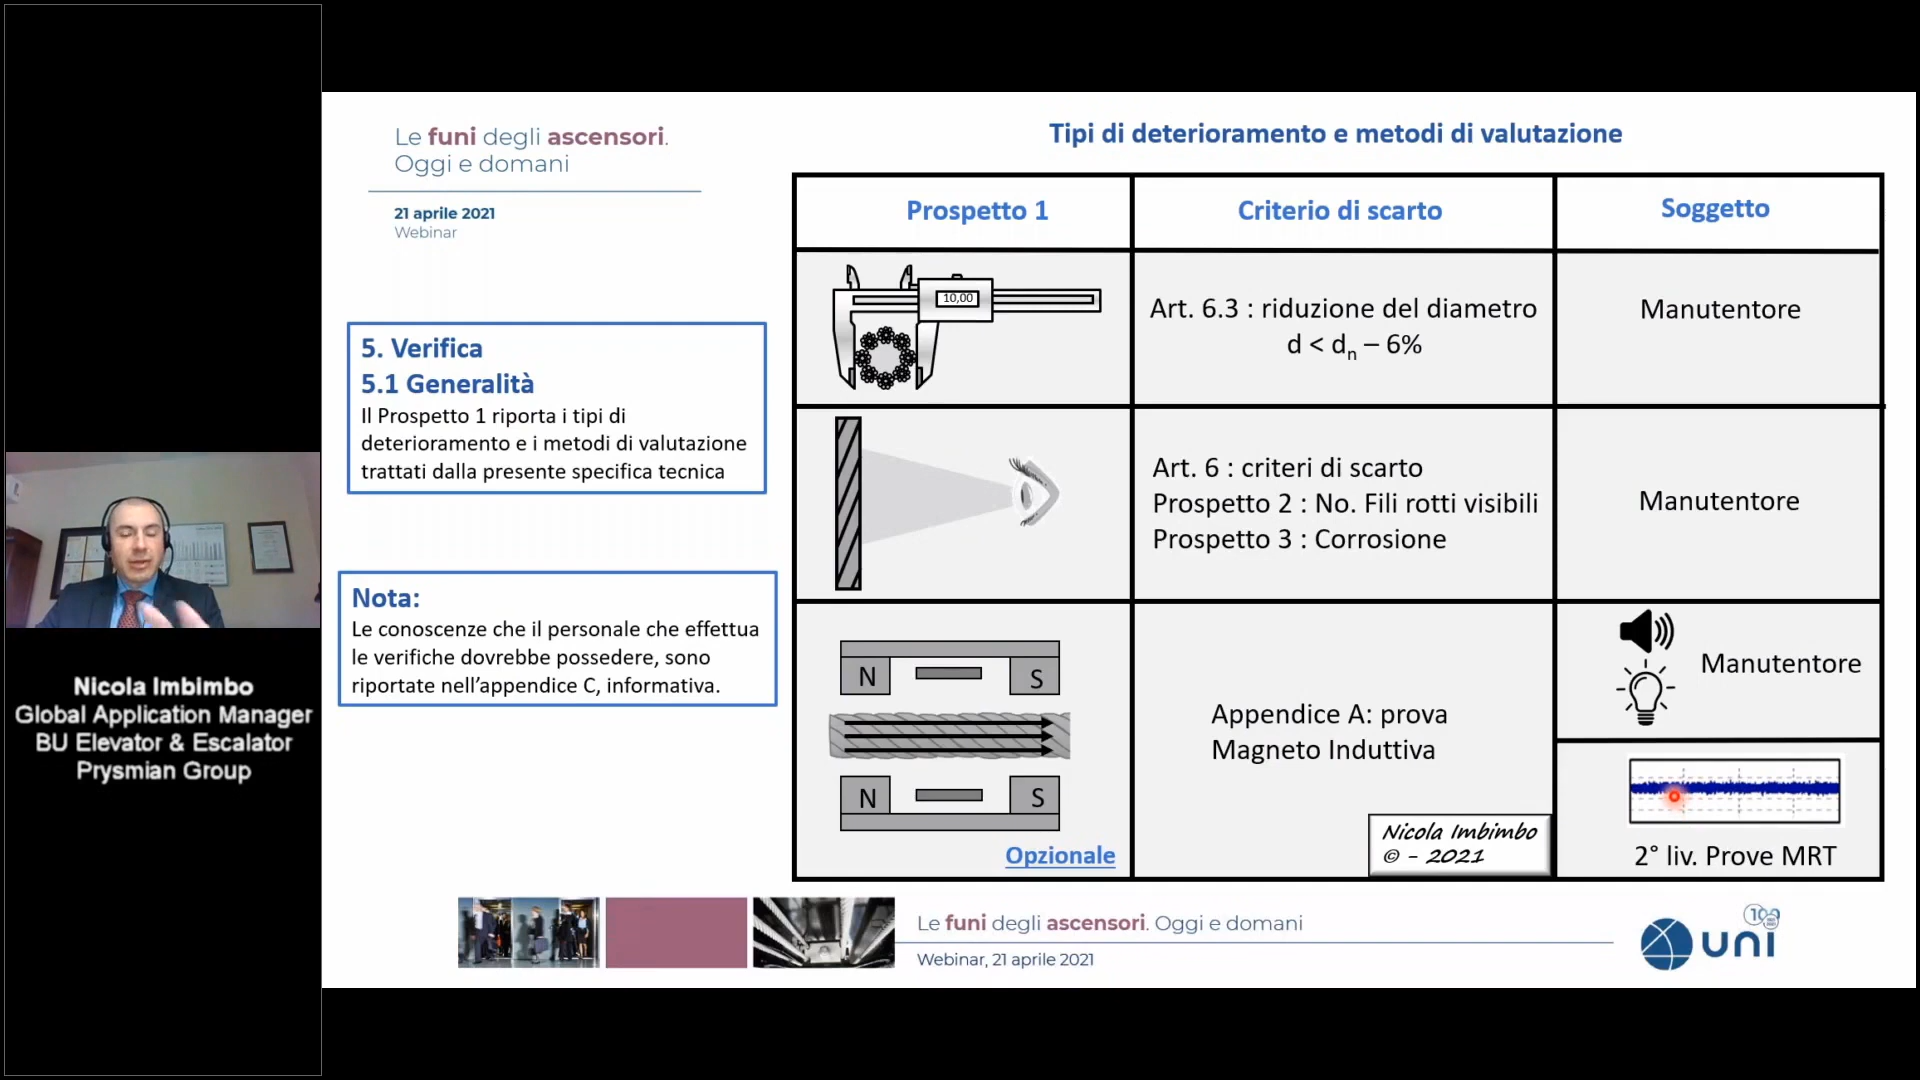 Le funi degli ascensori.
Oggi e domani
21 aprile 2021
Webinar
5. Verifica
5.1 Generalità
Il Prospetto 1 riporta i tipi di
deterioramento e i metodi di valutazione
trattati dalla presente specifica tecnica
Nota:
Le conoscenze che il personale che effettua
le verifiche dovrebbe possedere, sono
riportate nell'appendice C, informativa.
Nicola Imbimbo
Global Application Manager
BU Elevator & Escalator
Prysmian Group
Tipi di deterioramento e metodi di valutazione
Prospetto 1
Criterio di scarto
Soggetto
10,00
Art. 6.3 : riduzione del diametro
d < dn – 6%
Manutentore
Art. 6 : criteri di scarto
Prospetto 2 : No. Fili rotti visibili
Prospetto 3 : Corrosione
Manutentore
N S
N S
Opzionale
Appendice A: prova
Magneto Induttiva
Nicola Imbimbo
© - 2021
Manutentore
2° liv. Prove MRT
Le funi degli ascensori. Oggi e domani
Webinar, 21 aprile 2021
100
uni